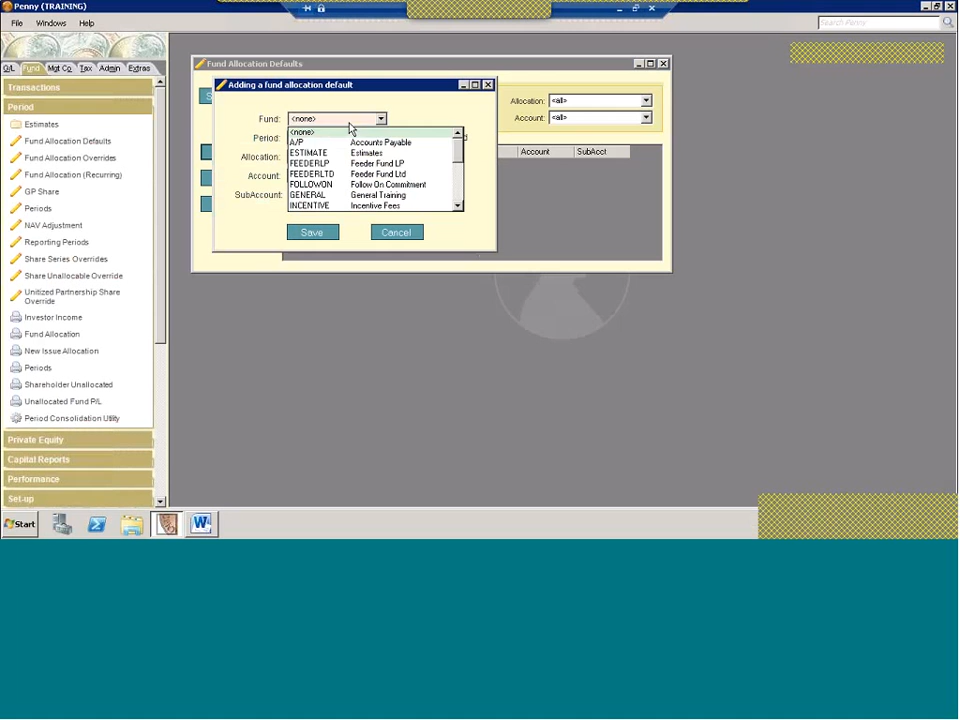 Penny (TRAINING)
File Windows Help
Search Penny
G/L Fund Mgt Co Tax Admin Extras
Transactions
Period
Estimates
Fund Allocation Defaults
Fund Allocation Overrides
Fund Allocation (Recurring)
GP Share
Periods
NAV Adjustment
Reporting Periods
Share Series Overrides
Share Unallocable Override
Unitized Partnership Share
Override
Investor Income
Fund Allocation
New Issue Allocation
Periods
Shareholder Unallocated
Unallocated Fund P/L
Period Consolidation Utility
Private Equity
Capital Reports
Performance
Set-up
Fund Allocation Defaults
Allocation: <all>
Account: <all>
Account SubAcct
Adding a fund allocation default
Fund: <none>
Period:
Allocation:
Account:
SubAccount:
<none>
A/P Accounts Payable
ESTIMATE Estimates
FEEDERLP Feeder Fund LP
FEEDERLTD Feeder Fund Ltd
FOLLOWON Follow On Commitment
GENERAL General Training
INCENTIVE Incentive Fees
Save Cancel
Start